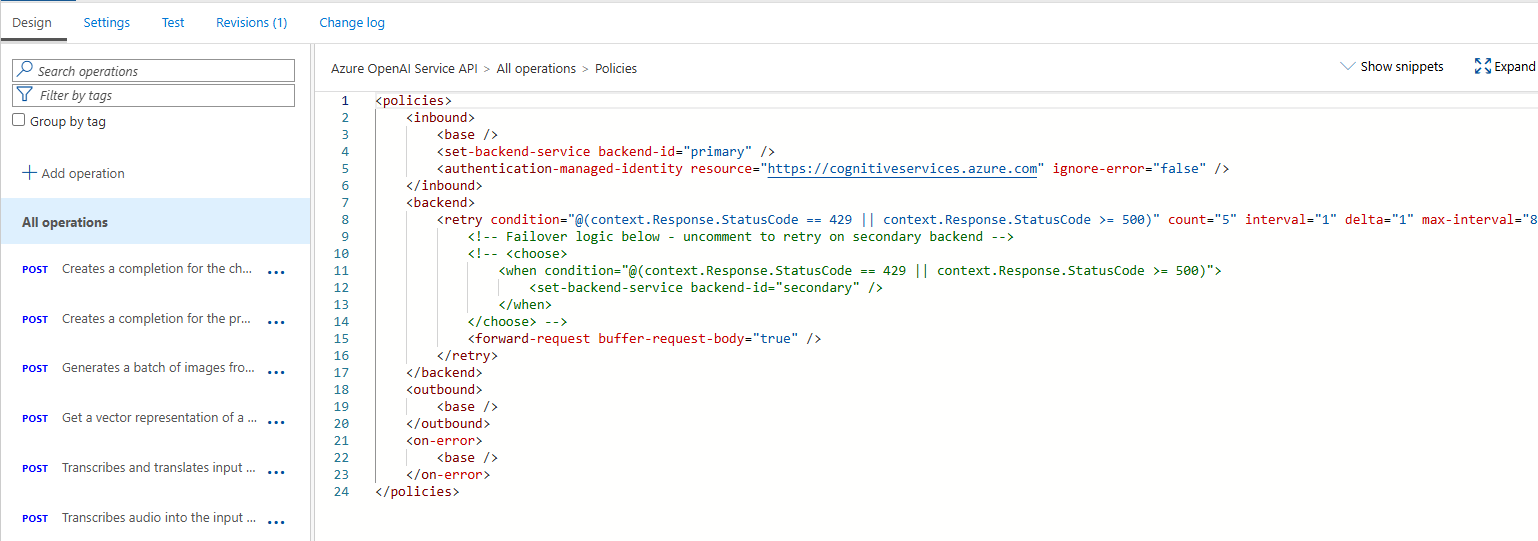 Design Settings Test Revisions (1) Change log
Search operations
Filter by tags
Group by tag
Add operation
All operations
POST Creates a completion for the ch... ...
POST Creates a completion for the pr... ...
POST Generates a batch of images fro... ...
POST Get a vector representation of a ... ...
POST Transcribes and translates input ... ...
POST Transcribes audio into the input ... ...
Azure OpenAI Service API > All operations > Policies
Show snippets Expand
1 <policies>
2 <inbound>
3 <base />
4 <set-backend-service backend-id="primary" />
5 <authentication-managed-identity resource="https://cognitiveservices.azure.com" ignore-error="false" />
6 </inbound>
7 <backend>
8 <retry condition="@(context.Response.StatusCode == 429 || context.Response.StatusCode >= 500)" count="5" interval="1" delta="1" max-interval="8
9 <!-- Failover logic below - uncomment to retry on secondary backend -->
10 <!-- <choose>
11 <when condition="@(context.Response.StatusCode == 429 || context.Response.StatusCode >= 500)">
12 <set-backend-service backend-id="secondary" />
13 </when>
14 </choose> -->
15 <forward-request buffer-request-body="true" />
16 </retry>
17 </backend>
18 <outbound>
19 <base />
20 </outbound>
21 <on-error>
22 <base />
23 </on-error>
24 </policies>